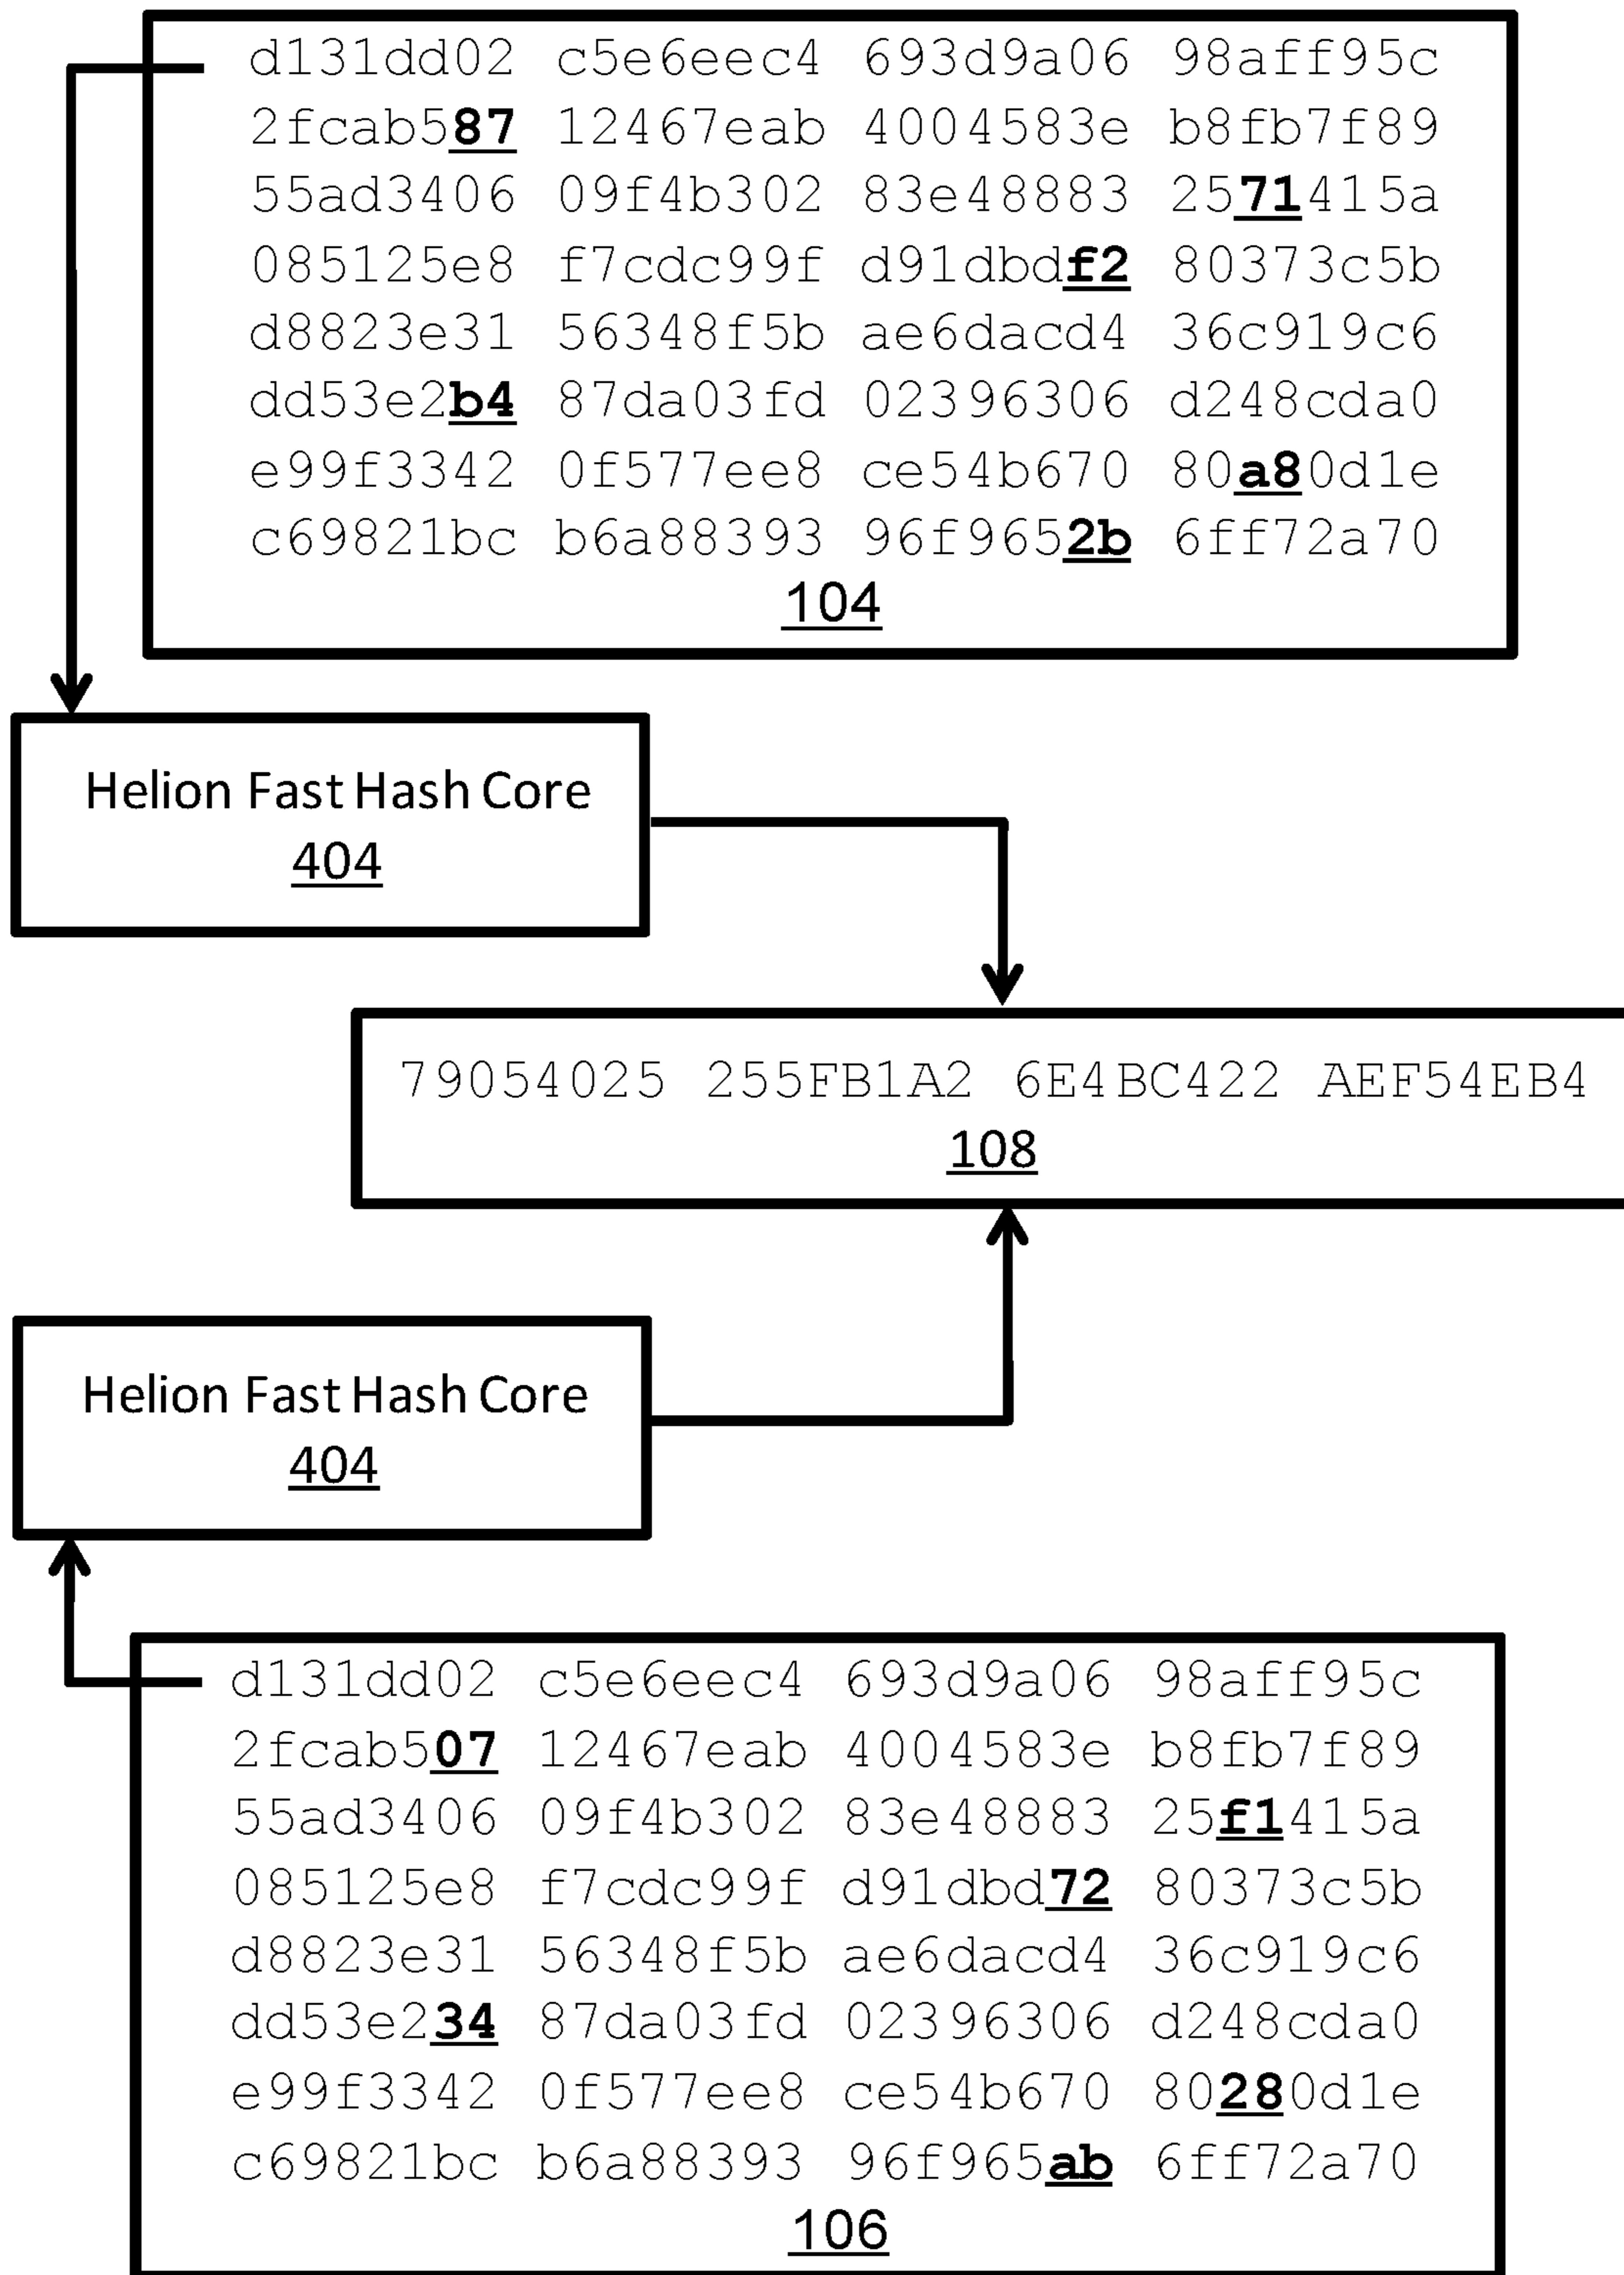 d131dd02 c5e6eec4 693d9a06 98aff95c
2fcab587 12467eab 4004583e b8fb7f89
55ad3406 09f4b302 83e48883 2571415a
085125e8 f7cdc99f d91dbdf2 80373c5b
d8823e31 56348f5b ae6dacd4 36c919c6
dd53e2b4 87da03fd 02396306 d248cda0
e99f3342 0f577ee8 ce54b670 80a80d1e
c69821bc b6a88393 96f9652b 6ff72a70
104
Helion Fast Hash Core
404
79054025 255FB1A2 6E4BC422 AEF54EB4
108
Helion Fast Hash Core
404
d131dd02 c5e6eec4 693d9a06 98aff95c
2fcab507 12467eab 4004583e b8fb7f89
55ad3406 09f4b302 83e48883 25f1415a
085125e8 f7cdc99f d91dbd72 80373c5b
d8823e31 56348f5b ae6dacd4 36c919c6
dd53e234 87da03fd 02396306 d248cda0
e99f3342 0f577ee8 ce54b670 80280d1e
c69821bc b6a88393 96f965ab 6ff72a70
106